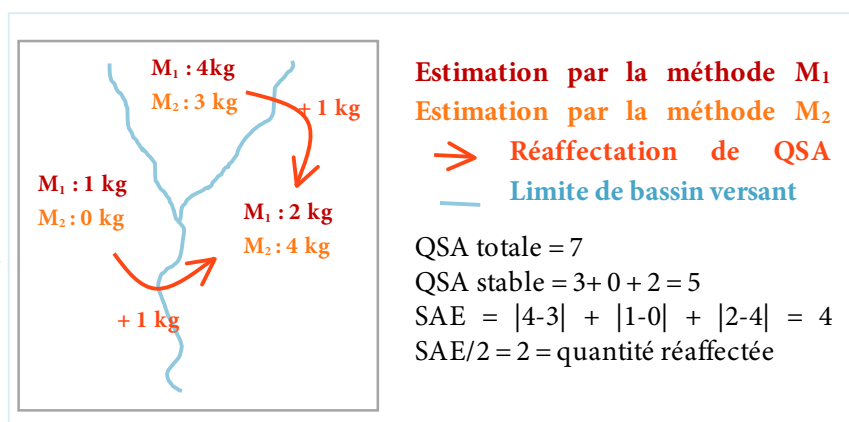 M₁ : 4kg
M₂ : 3 kg
+ 1 kg
M₁ : 1 kg
M₂ : 0 kg
M₁ : 2 kg
M₂ : 4 kg
+ 1 kg
Estimation par la méthode M₁
Estimation par la méthode M₂
Réaffectation de QSA
Limite de bassin versant
QSA totale = 7
QSA stable = 3+ 0 + 2 = 5
SAE = |4-3| + |1-0| + |2-4| = 4
SAE/2 = 2 = quantité réaffectée